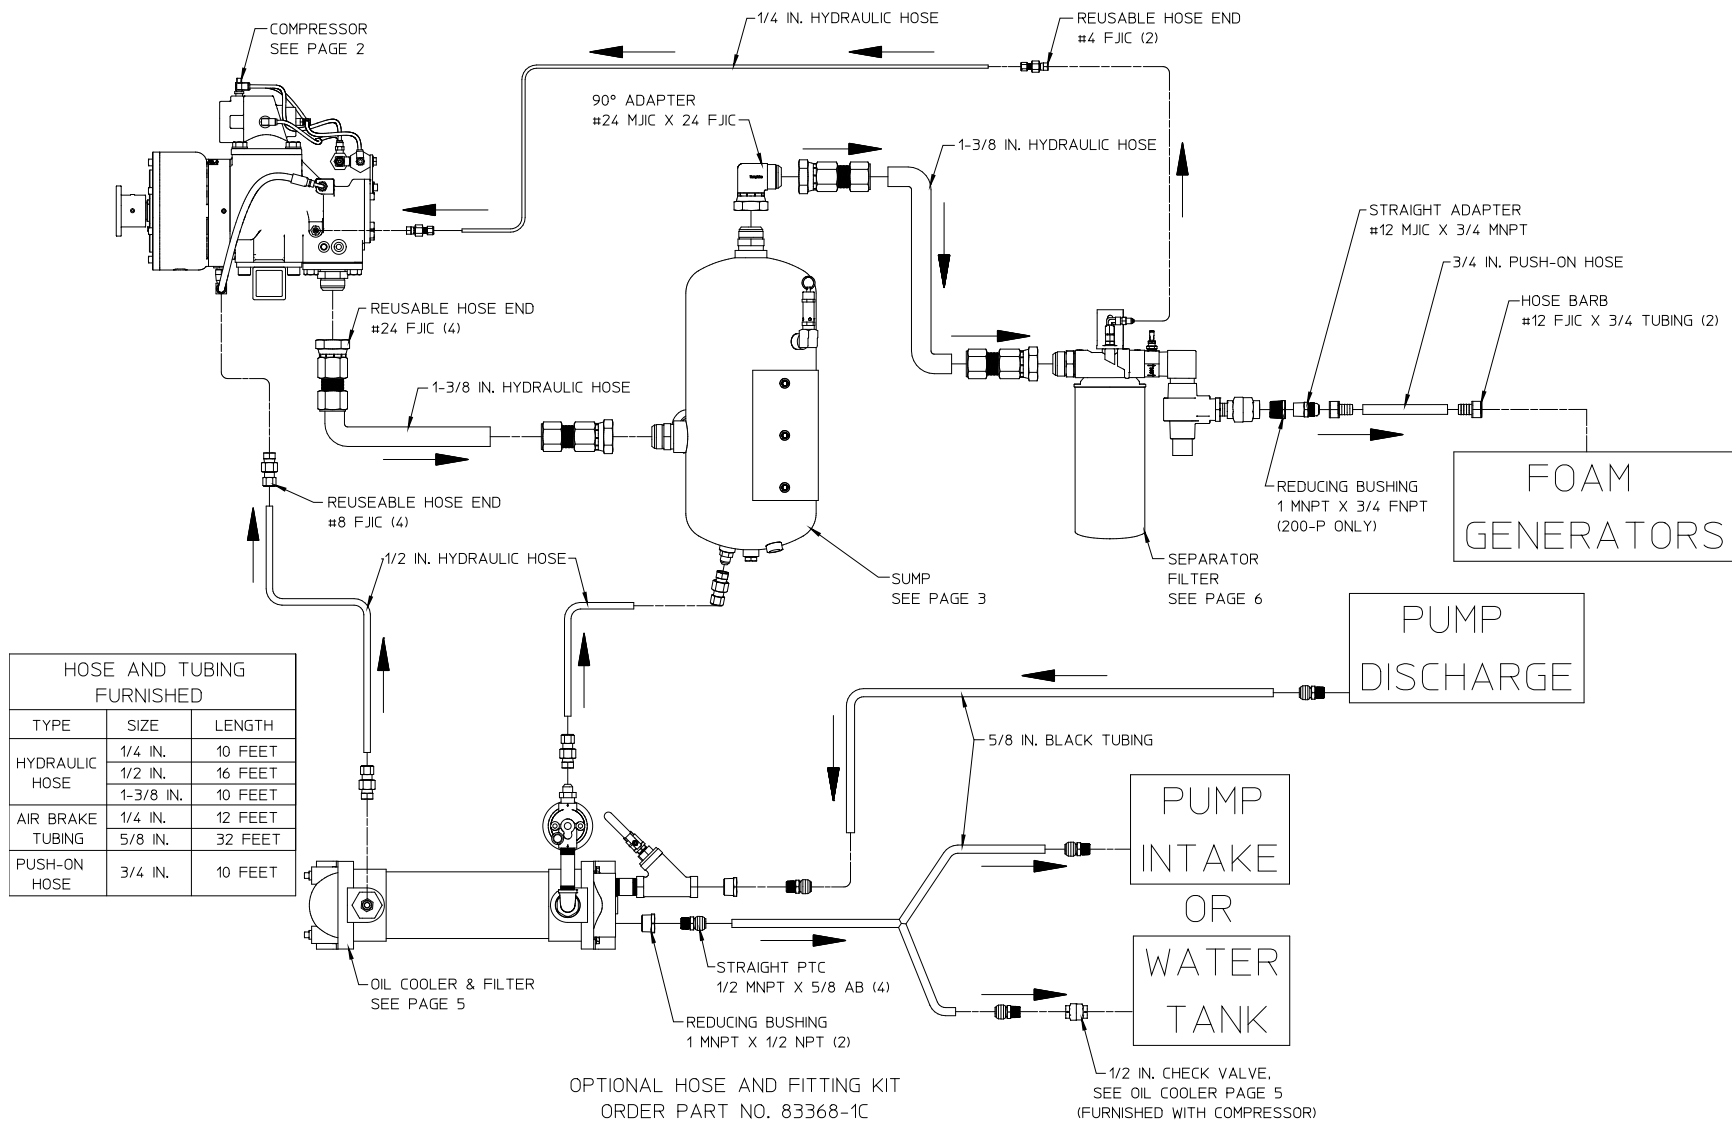 COMPRESSOR
SEE PAGE 2
1/4 IN. HYDRAULIC HOSE
REUSABLE HOSE END
#4 FJIC (2)
90° ADAPTER
#24 MJIC X 24 FJIC
1-3/8 IN. HYDRAULIC HOSE
STRAIGHT ADAPTER
#12 MJIC X 3/4 MNPT
3/4 IN. PUSH-ON HOSE
HOSE BARB
#12 FJIC X 3/4 TUBING (2)
REUSABLE HOSE END
#24 FJIC (4)
1-3/8 IN. HYDRAULIC HOSE
FOAM
GENERATORS
REDUCING BUSHING
1 MNPT X 3/4 FNPT
(200-P ONLY)
REUSEABLE HOSE END
#8 FJIC (4)
1/2 IN. HYDRAULIC HOSE
SUMP
SEE PAGE 3
SEPARATOR
FILTER
SEE PAGE 6
PUMP
DISCHARGE
HOSE AND TUBING
FURNISHED
TYPE SIZE LENGTH
HYDRAULIC
HOSE
1/4 IN. 10 FEET
1/2 IN. 16 FEET
1-3/8 IN. 10 FEET
AIR BRAKE
TUBING
1/4 IN. 12 FEET
5/8 IN. 32 FEET
PUSH-ON
HOSE
3/4 IN. 10 FEET
5/8 IN. BLACK TUBING
PUMP
INTAKE
OR
WATER
TANK
OIL COOLER & FILTER
SEE PAGE 5
STRAIGHT PTC
1/2 MNPT X 5/8 AB (4)
REDUCING BUSHING
1 MNPT X 1/2 NPT (2)
1/2 IN. CHECK VALVE,
SEE OIL COOLER PAGE 5
(FURNISHED WITH COMPRESSOR)
OPTIONAL HOSE AND FITTING KIT
ORDER PART NO. 83368-1C